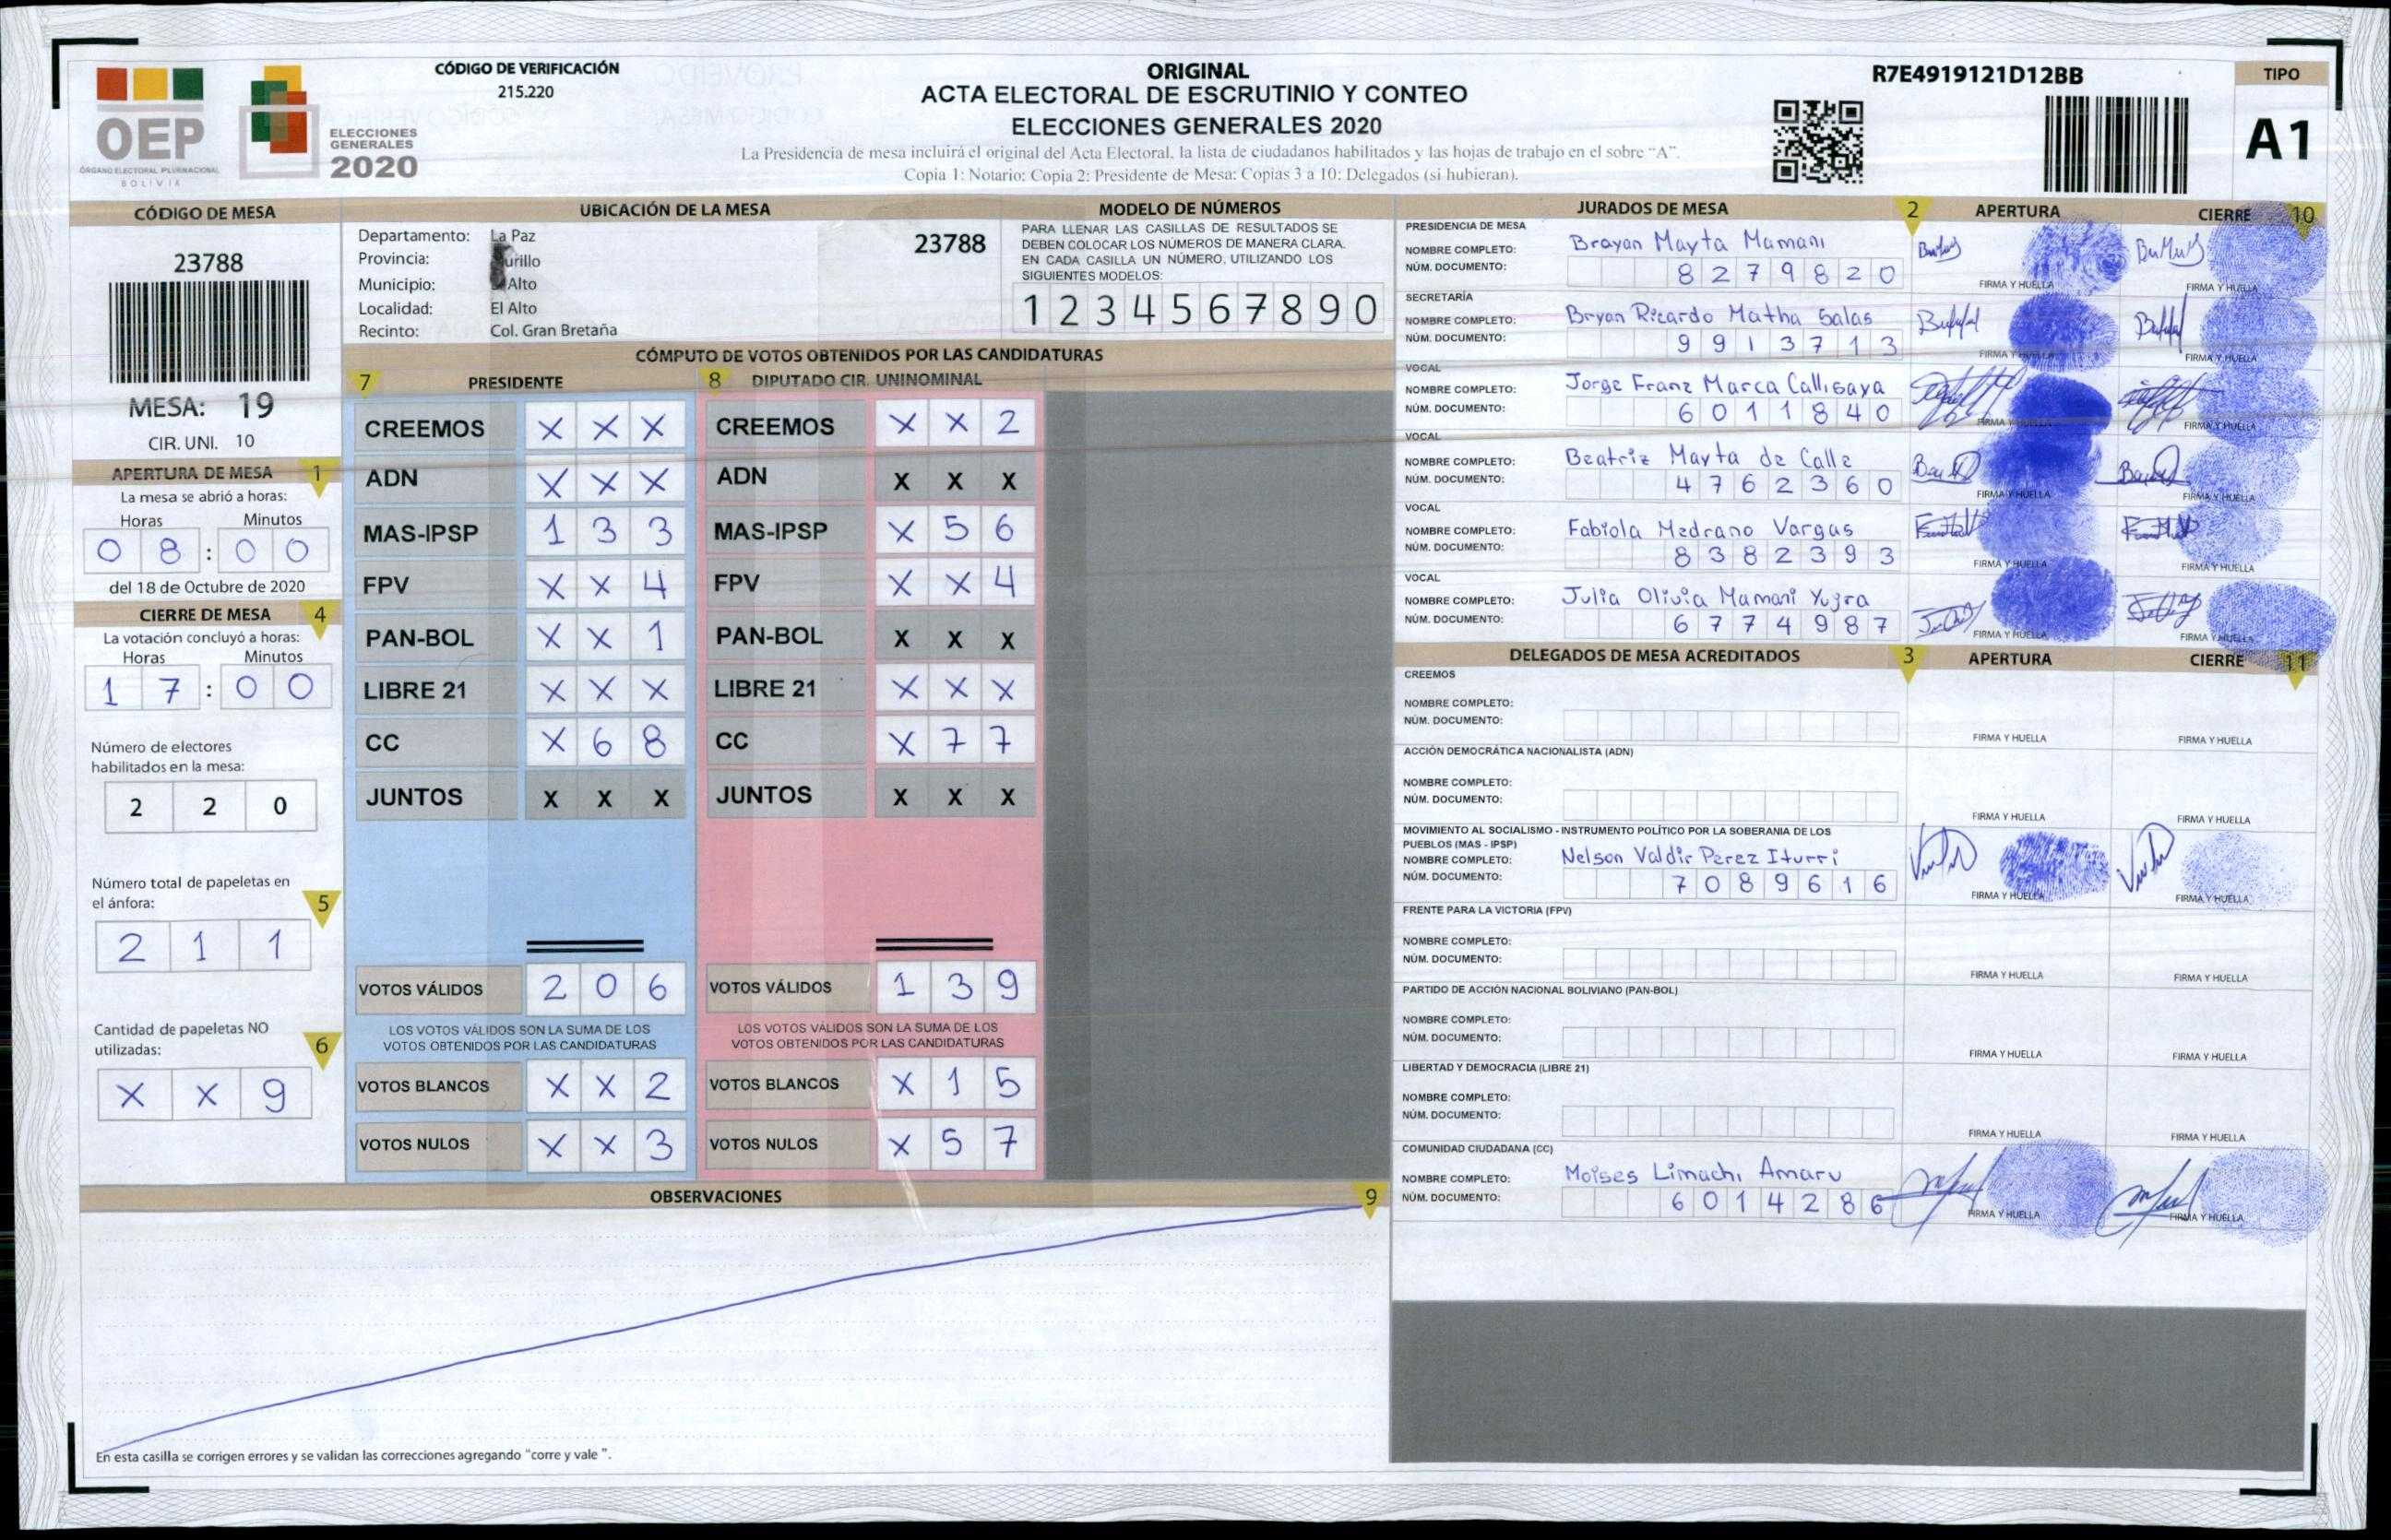 OEP
ÓRGANO ELECTORAL PLURINACIONAL
BOLIVIA
ELECCIONES
GENERALES
2020
CÓDIGO DE VERIFICACIÓN
215.220
ORIGINAL
ACTA ELECTORAL DE ESCRUTINIO Y CONTEO
ELECCIONES GENERALES 2020
La Presidencia de mesa incluirá el original del Acta Electoral, la lista de ciudadanos habilitados y las hojas de trabajo en el sobre "A".
Copia 1: Notario; Copia 2: Presidente de Mesa; Copias 3 a 10: Delegados (si hubieran).
R7E4919121D12BB
TIPO
A1
CÓDIGO DE MESA
23788
MESA: 19
CIR. UNI. 10
APERTURA DE MESA 1
La mesa se abrió a horas:
Horas Minutos
0 8 : 0 0
del 18 de Octubre de 2020
CIERRE DE MESA 4
La votación concluyó a horas:
Horas Minutos
1 7 : 0 0
Número de electores
habilitados en la mesa:
2 2 0
Número total de papeletas en
el ánfora: 5
2 1 1
Cantidad de papeletas NO
utilizadas: 6
X X 9
UBICACIÓN DE LA MESA
Departamento: La Paz
Provincia: urillo
Municipio: Alto
Localidad: El Alto
Recinto: Col. Gran Bretaña
23788
MODELO DE NÚMEROS
PARA LLENAR LAS CASILLAS DE RESULTADOS SE
DEBEN COLOCAR LOS NÚMEROS DE MANERA CLARA.
EN CADA CASILLA UN NÚMERO, UTILIZANDO LOS
SIGUIENTES MODELOS:
1 2 3 4 5 6 7 8 9 0
CÓMPUTO DE VOTOS OBTENIDOS POR LAS CANDIDATURAS
7 PRESIDENTE
CREEMOS X X X
ADN X X X
MAS-IPSP 1 3 3
FPV X X 4
PAN-BOL X X 1
LIBRE 21 X X X
CC X 6 8
JUNTOS X X X
VOTOS VÁLIDOS 2 0 6
LOS VOTOS VÁLIDOS SON LA SUMA DE LOS
VOTOS OBTENIDOS POR LAS CANDIDATURAS
VOTOS BLANCOS X X 2
VOTOS NULOS X X 3
8 DIPUTADO CIR. UNINOMINAL
CREEMOS X X 2
ADN X X X
MAS-IPSP X 5 6
FPV X X 4
PAN-BOL X X X
LIBRE 21 X X X
CC X 7 7
JUNTOS X X X
VOTOS VÁLIDOS 1 3 9
LOS VOTOS VÁLIDOS SON LA SUMA DE LOS
VOTOS OBTENIDOS POR LAS CANDIDATURAS
VOTOS BLANCOS X 1 5
VOTOS NULOS X 5 7
OBSERVACIONES 9
En esta casilla se corrigen errores y se validan las correcciones agregando "corre y vale ".
JURADOS DE MESA 2 APERTURA CIERRE 10
PRESIDENCIA DE MESA
NOMBRE COMPLETO: Brayan Mayta Mamani
NÚM. DOCUMENTO: 8 2 7 9 8 2 0
FIRMA Y HUELLA FIRMA Y HUELLA
SECRETARÍA
NOMBRE COMPLETO: Bryan Ricardo Matha Salas
NÚM. DOCUMENTO: 9 9 1 3 7 1 3
FIRMA Y HUELLA FIRMA Y HUELLA
VOCAL
NOMBRE COMPLETO: Jorge Franz Marca Callisaya
NÚM. DOCUMENTO: 6 0 1 1 8 4 0
FIRMA Y HUELLA FIRMA Y HUELLA
VOCAL
NOMBRE COMPLETO: Beatriz Mayta de Calle
NÚM. DOCUMENTO: 4 7 6 2 3 6 0
FIRMA Y HUELLA FIRMA Y HUELLA
VOCAL
NOMBRE COMPLETO: Fabiola Medrano Vargas
NÚM. DOCUMENTO: 8 3 8 2 3 9 3
FIRMA Y HUELLA FIRMA Y HUELLA
VOCAL
NOMBRE COMPLETO: Julia Olivia Mamani Yujra
NÚM. DOCUMENTO: 6 7 7 4 9 8 7
FIRMA Y HUELLA FIRMA Y HUELLA
DELEGADOS DE MESA ACREDITADOS 3 APERTURA CIERRE 11
CREEMOS
NOMBRE COMPLETO:
NÚM. DOCUMENTO:
FIRMA Y HUELLA FIRMA Y HUELLA
ACCIÓN DEMOCRÁTICA NACIONALISTA (ADN)
NOMBRE COMPLETO:
NÚM. DOCUMENTO:
FIRMA Y HUELLA FIRMA Y HUELLA
MOVIMIENTO AL SOCIALISMO - INSTRUMENTO POLÍTICO POR LA SOBERANIA DE LOS
PUEBLOS (MAS - IPSP)
NOMBRE COMPLETO: Nelson Valdir Perez Iturri
NÚM. DOCUMENTO: 7 0 8 9 6 1 6
FIRMA Y HUELLA FIRMA Y HUELLA
FRENTE PARA LA VICTORIA (FPV)
NOMBRE COMPLETO:
NÚM. DOCUMENTO:
FIRMA Y HUELLA FIRMA Y HUELLA
PARTIDO DE ACCIÓN NACIONAL BOLIVIANO (PAN-BOL)
NOMBRE COMPLETO:
NÚM. DOCUMENTO:
FIRMA Y HUELLA FIRMA Y HUELLA
LIBERTAD Y DEMOCRACIA (LIBRE 21)
NOMBRE COMPLETO:
NÚM. DOCUMENTO:
FIRMA Y HUELLA FIRMA Y HUELLA
COMUNIDAD CIUDADANA (CC)
NOMBRE COMPLETO: Moises Limachi Amaru
NÚM. DOCUMENTO: 6 0 1 4 2 8 6
FIRMA Y HUELLA FIRMA Y HUELLA